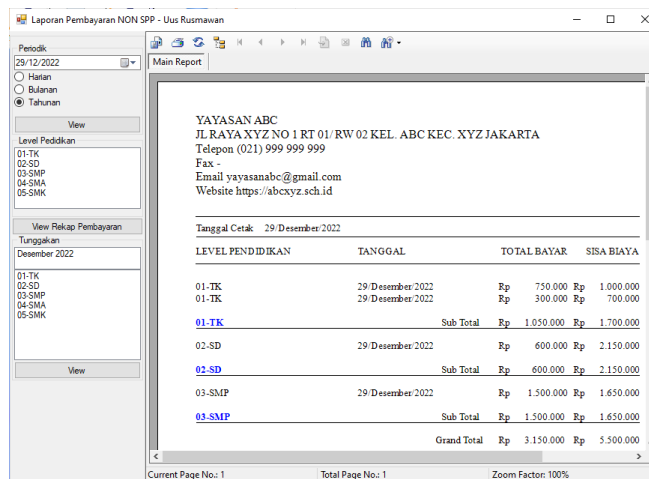 Laporan Pembayaran NON SPP - Uus Rusmawan
Periodik
29/12/2022
Harian
Bulanan
Tahunan
View
Level Pedidikan
01-TK
02-SD
03-SMP
04-SMA
05-SMK
View Rekap Pembayaran
Tunggakan
Desember 2022
01-TK
02-SD
03-SMP
04-SMA
05-SMK
View
Main Report
YAYASAN ABC
JL RAYA XYZ NO 1 RT 01/ RW 02 KEL. ABC KEC. XYZ JAKARTA
Telepon (021) 999 999 999
Fax -
Email yayasanabc@gmail.com
Website https://abcxyz.sch.id
Tanggal Cetak 29/Desember/2022
LEVEL PENDIDIKAN TANGGAL TOTAL BAYAR SISA BIAYA
01-TK 29/Desember/2022 Rp 750.000 Rp 1.000.000
01-TK 29/Desember/2022 Rp 300.000 Rp 700.000
01-TK Sub Total Rp 1.050.000 Rp 1.700.000
02-SD 29/Desember/2022 Rp 600.000 Rp 2.150.000
02-SD Sub Total Rp 600.000 Rp 2.150.000
03-SMP 29/Desember/2022 Rp 1.500.000 Rp 1.650.000
03-SMP Sub Total Rp 1.500.000 Rp 1.650.000
Grand Total Rp 3.150.000 Rp 5.500.000
Current Page No.: 1 Total Page No.: 1 Zoom Factor: 100%